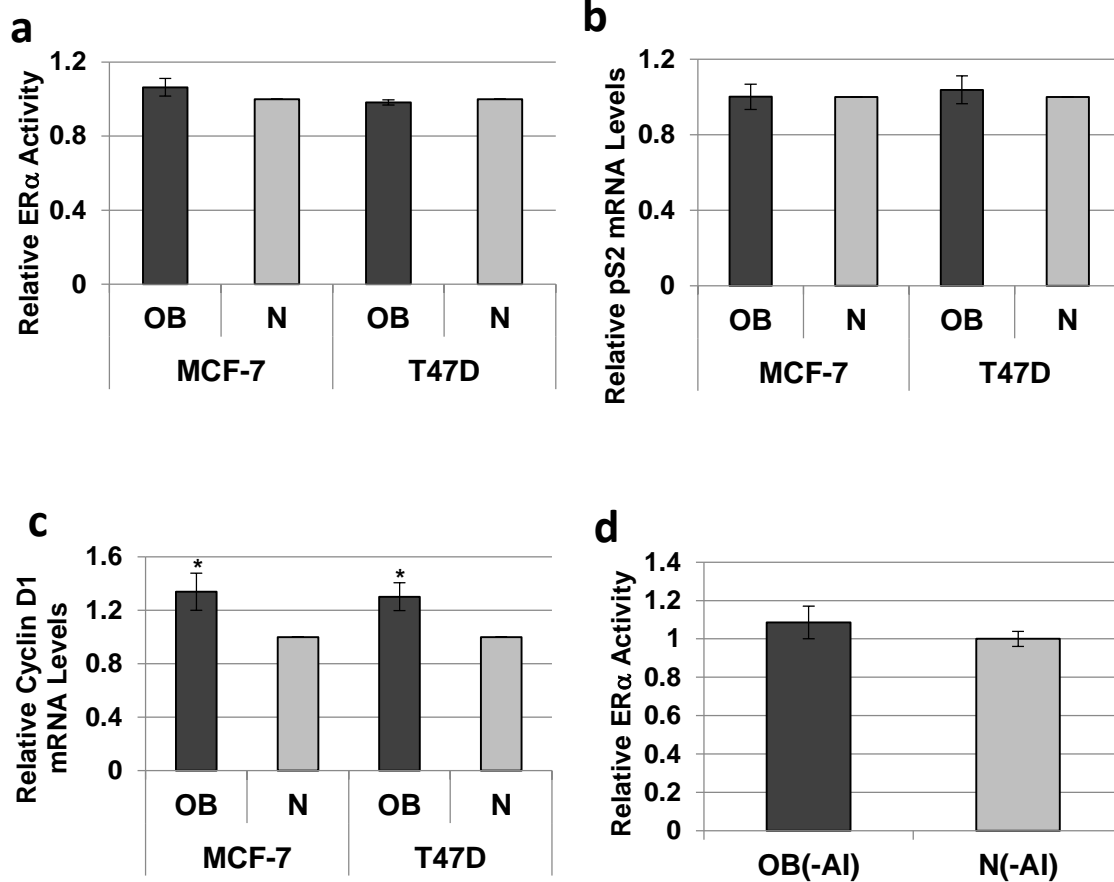 a
Relative ERα Activity
1.2
0.8
0.4
0
OB N OB N
MCF-7 T47D
b
Relative pS2 mRNA Levels
1.2
0.8
0.4
0
OB N OB N
MCF-7 T47D
c
Relative Cyclin D1
mRNA Levels
1.6
1.2
0.8
0.4
0
* *
OB N OB N
MCF-7 T47D
d
Relative ERα Activity
1.4
1.2
1
0.8
0.6
0.4
0.2
0
OB(-AI) N(-AI)